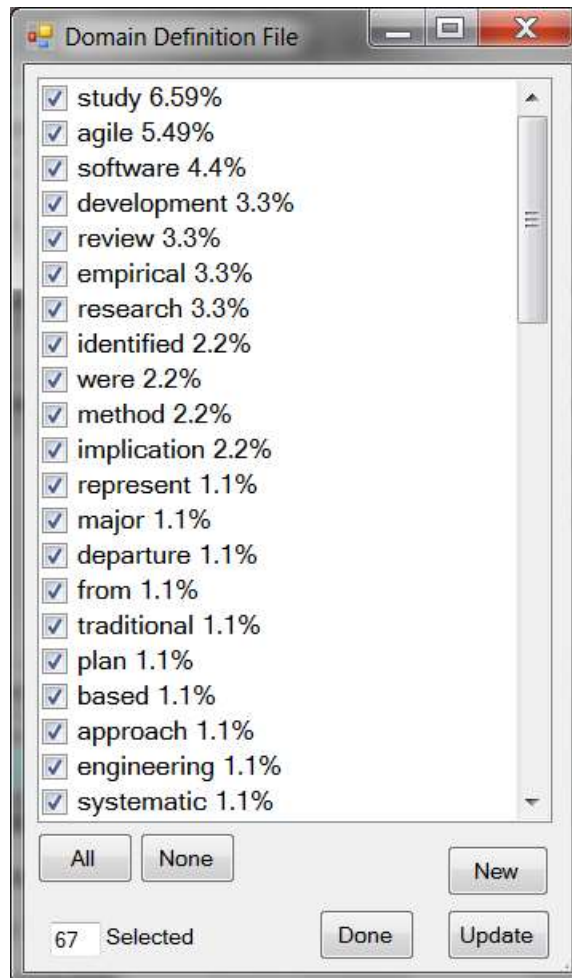 Domain Definition File
study 6.59%
agile 5.49%
software 4.4%
development 3.3%
review 3.3%
empirical 3.3%
research 3.3%
identified 2.2%
were 2.2%
method 2.2%
implication 2.2%
represent 1.1%
major 1.1%
departure 1.1%
from 1.1%
traditional 1.1%
plan 1.1%
based 1.1%
approach 1.1%
engineering 1.1%
systematic 1.1%
All None
New
67 Selected Done Update